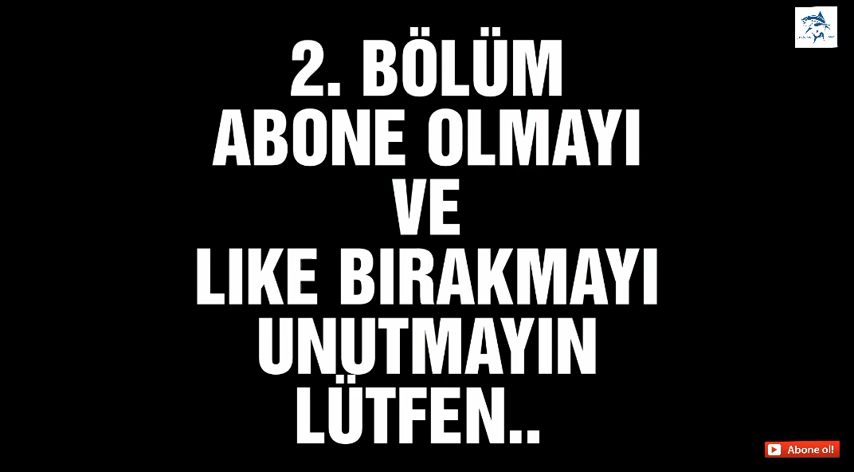 2. BÖLÜM
ABONE OLMAYI
VE
LIKE BIRAKMAYI
UNUTMAYIN
LÜTFEN..
Abone ol!